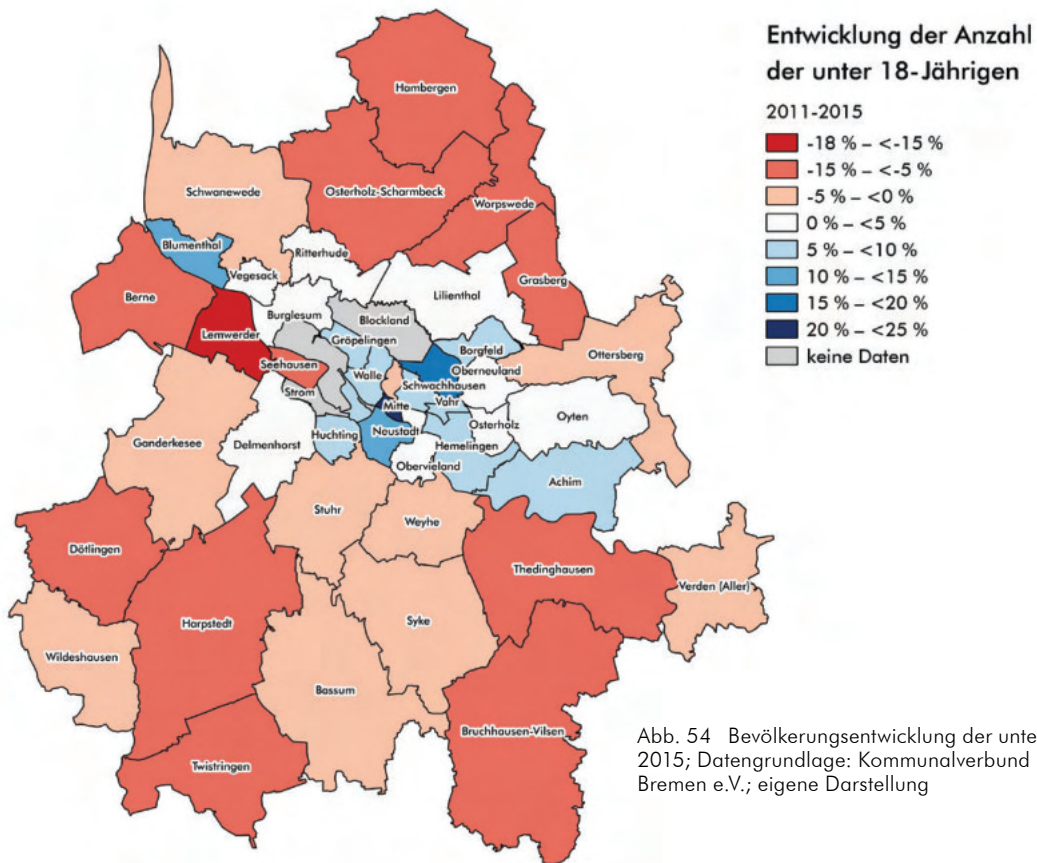 Entwicklung der Anzahl
der unter 18-Jährigen
2011-2015
-18 % – <-15 %
-15 % – <-5 %
-5 % – <0 %
0 % – <5 %
5 % – <10 %
10 % – <15 %
15 % – <20 %
20 % – <25 %
keine Daten
Hambergen
Schwanewede
Osterholz-Scharmbeck
Worpswede
Blumenthal
Ritterhude
Vegesack
Grasberg
Berne
Lilienthal
Burglesum
Blockland
Lemwerder
Gröpelingen
Borgfeld
Ottersberg
Seehausen
Oberneuland
Walle
Schwachhausen
Strom
Mitte
Vahr
Osterholz
Oyten
Ganderkesee
Delmenhorst
Huchting
Neustadt
Hemelingen
Obervieland
Achim
Stuhr
Weyhe
Dötlingen
Thedinghausen
Verden (Aller)
Harpstedt
Syke
Wildeshausen
Bassum
Bruchhausen-Vilsen
Twistringen
Abb. 54 Bevölkerungsentwicklung der unte
2015; Datengrundlage: Kommunalverbund
Bremen e.V.; eigene Darstellung